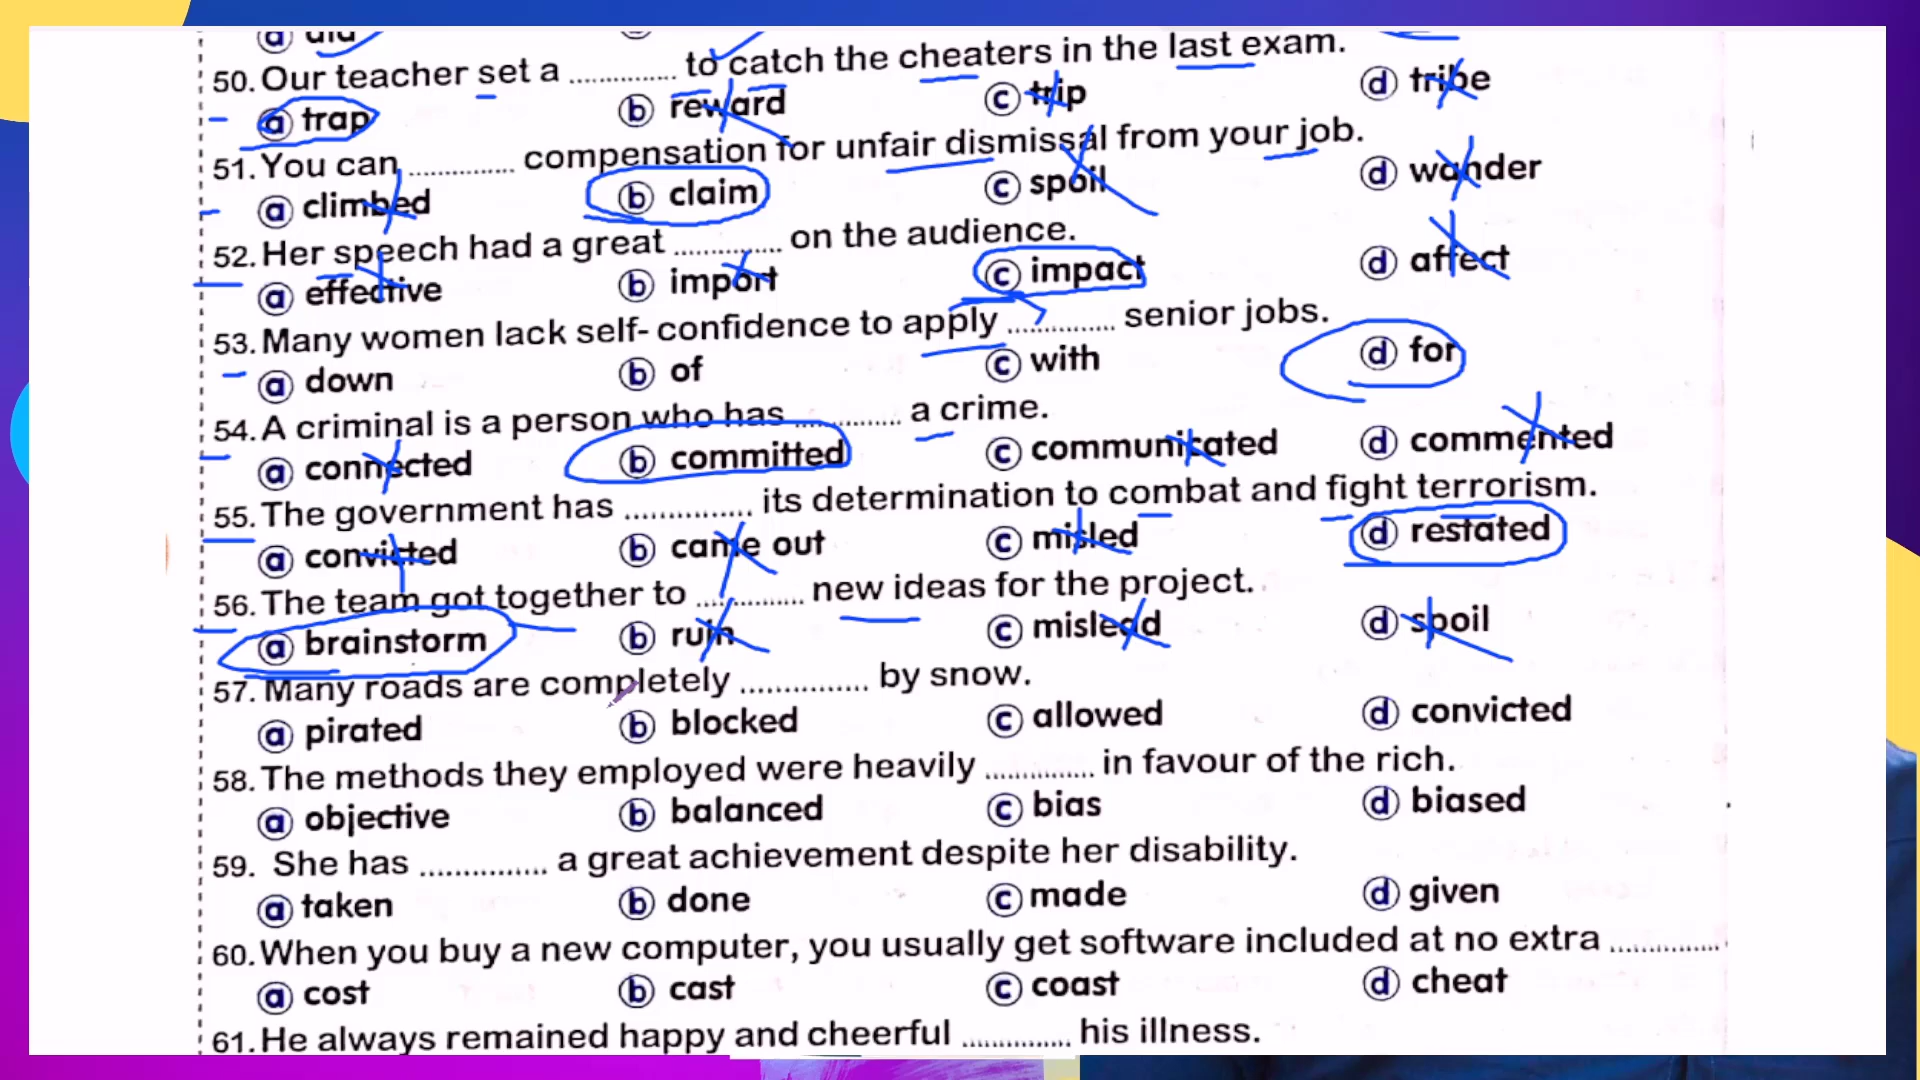 a did
50. Our teacher set a .............. to catch the cheaters in the last exam.
a trap b reward c trip d tribe
51. You can .............. compensation for unfair dismissal from your job.
a climbed b claim c spoil d wander
52. Her speech had a great .............. on the audience.
a effective b import c impact d affect
53. Many women lack self- confidence to apply .............. senior jobs.
a down b of c with d for
54. A criminal is a person who has .............. a crime.
a connected b committed c communicated d commented
55. The government has ................ its determination to combat and fight terrorism.
a convicted b came out c misled d restated
56. The team got together to .............. new ideas for the project.
a brainstorm b ruin c mislead d spoil
57. Many roads are completely ................ by snow.
a pirated b blocked c allowed d convicted
58. The methods they employed were heavily .............. in favour of the rich.
a objective b balanced c bias d biased
59. She has ................ a great achievement despite her disability.
a taken b done c made d given
60. When you buy a new computer, you usually get software included at no extra ..............
a cost b cast c coast d cheat
61. He always remained happy and cheerful .............. his illness.